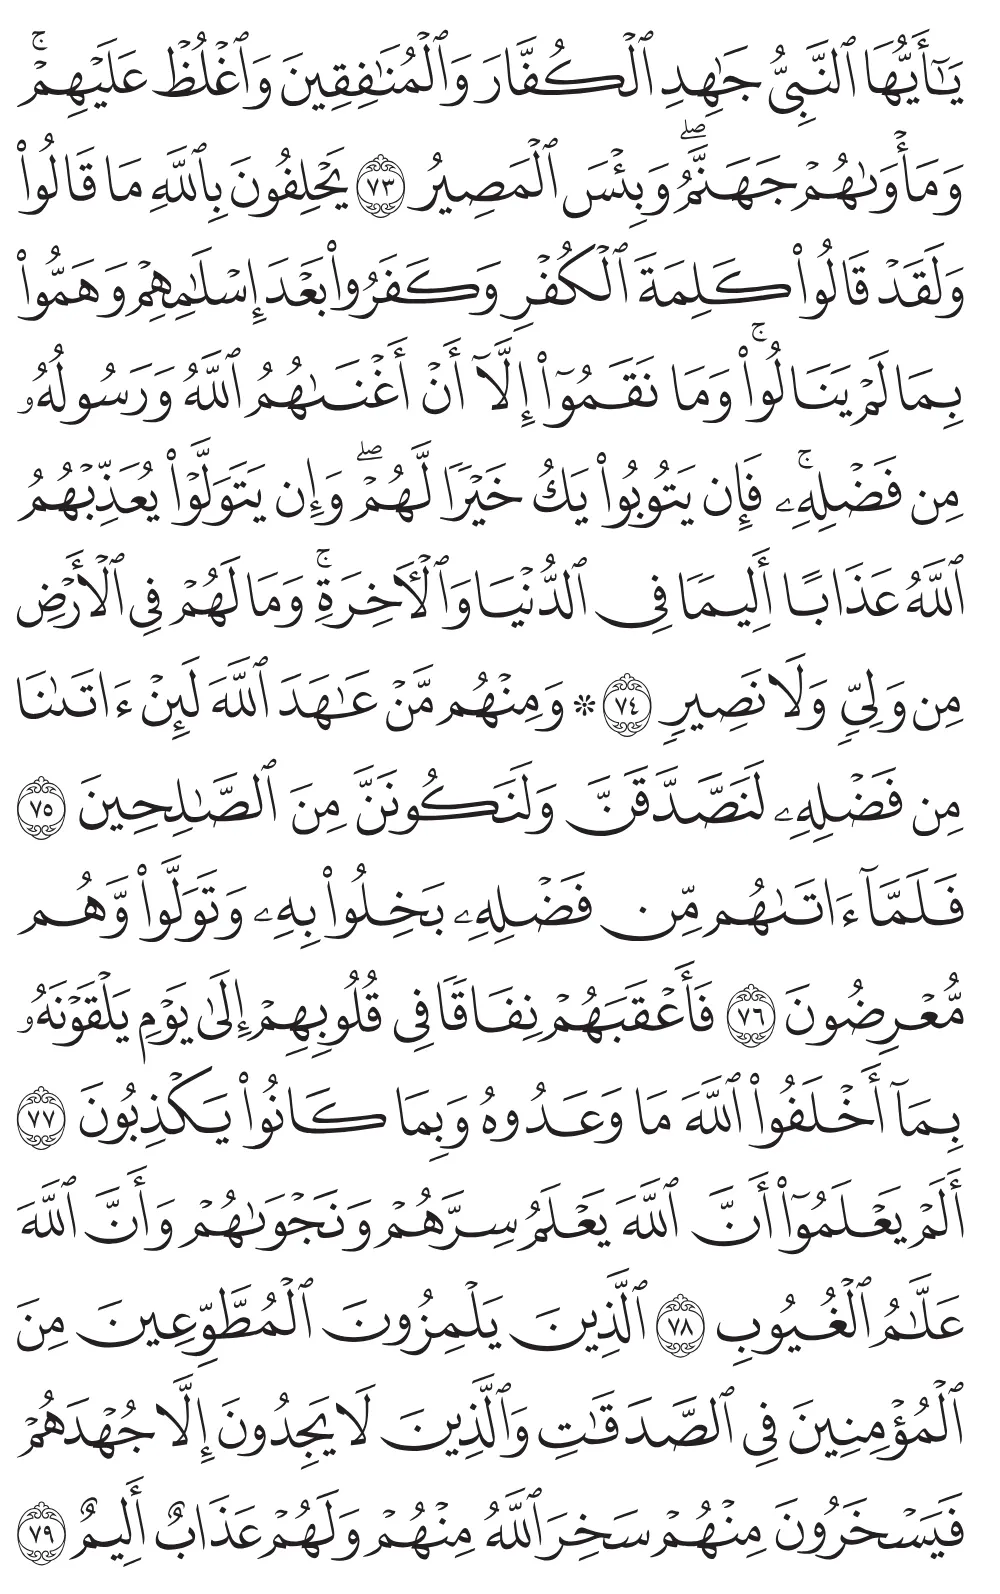 يَـٰٓأَيُّهَا ٱلنَّبِىُّ جَـٰهِدِ ٱلۡكُفَّارَ وَٱلۡمُنَـٰفِقِينَ وَٱغۡلُظۡ عَلَيۡهِمۡۚ
وَمَأۡوَىٰهُمۡ جَهَنَّمُۖ وَبِئۡسَ ٱلۡمَصِيرُ ٧٣ يَحۡلِفُونَ بِٱللَّهِ مَا قَالُواْ
وَلَقَدۡ قَالُواْ كَلِمَةَ ٱلۡكُفۡرِ وَكَفَرُواْ بَعۡدَ إِسۡلَـٰمِهِمۡ وَهَمُّواْ
بِمَا لَمۡ يَنَالُواْۚ وَمَا نَقَمُوٓاْ إِلَّآ أَنۡ أَغۡنَىٰهُمُ ٱللَّهُ وَرَسُولُهُۥ
مِن فَضۡلِهِۦۚ فَإِن يَتُوبُواْ يَكُ خَيۡرًا لَّهُمۡۖ وَإِن يَتَوَلَّوۡاْ يُعَذِّبۡهُمُ
ٱللَّهُ عَذَابًا أَلِيمًا فِى ٱلدُّنۡيَا وَٱلۡأَخِرَةِۚ وَمَا لَهُمۡ فِى ٱلۡأَرۡضِ
مِن وَلِىٍّ وَلَا نَصِيرٍ ٧٤ ۞ وَمِنۡهُم مَّنۡ عَـٰهَدَ ٱللَّهَ لَئِنۡ ءَاتَىٰنَا
مِن فَضۡلِهِۦ لَنَصَّدَّقَنَّ وَلَنَكُونَنَّ مِنَ ٱلصَّـٰلِحِينَ ٧٥
فَلَمَّآ ءَاتَىٰهُم مِّن فَضۡلِهِۦ بَخِلُواْ بِهِۦ وَتَوَلَّواْ وَّهُم
مُّعۡرِضُونَ ٧٦ فَأَعۡقَبَهُمۡ نِفَاقًا فِى قُلُوبِهِمۡ إِلَىٰ يَوۡمِ يَلۡقَوۡنَهُۥ
بِمَآ أَخۡلَفُواْ ٱللَّهَ مَا وَعَدُوهُ وَبِمَا كَانُواْ يَكۡذِبُونَ ٧٧
أَلَمۡ يَعۡلَمُوٓاْ أَنَّ ٱللَّهَ يَعۡلَمُ سِرَّهُمۡ وَنَجۡوَىٰهُمۡ وَأَنَّ ٱللَّهَ
عَلَّـٰمُ ٱلۡغُيُوبِ ٧٨ ٱلَّذِينَ يَلۡمِزُونَ ٱلۡمُطَّوِّعِينَ مِنَ
ٱلۡمُؤۡمِنِينَ فِى ٱلصَّدَقَـٰتِ وَٱلَّذِينَ لَا يَجِدُونَ إِلَّا جُهۡدَهُمۡ
فَيَسۡخَرُونَ مِنۡهُمۡ سَخِرَ ٱللَّهُ مِنۡهُمۡ وَلَهُمۡ عَذَابٌ أَلِيمٌ ٧٩